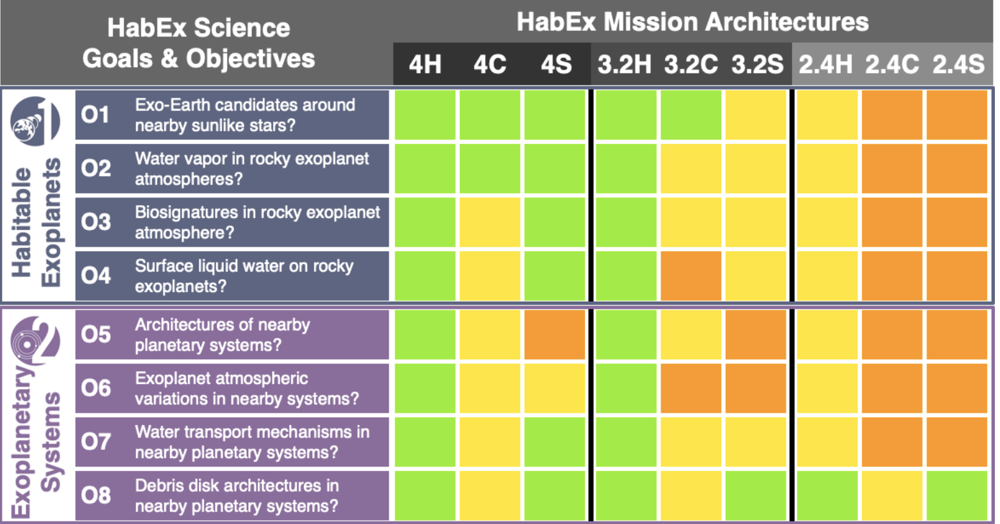 HabEx Science
Goals & Objectives
HabEx Mission Architectures
4H 4C 4S 3.2H 3.2C 3.2S 2.4H 2.4C 2.4S
1
Habitable
Exoplanets
O1 Exo-Earth candidates around
nearby sunlike stars?
O2 Water vapor in rocky exoplanet
atmospheres?
O3 Biosignatures in rocky exoplanet
atmosphere?
O4 Surface liquid water on rocky
exoplanets?
2
Exoplanetary
Systems
O5 Architectures of nearby
planetary systems?
O6 Exoplanet atmospheric
variations in nearby systems?
O7 Water transport mechanisms in
nearby planetary systems?
O8 Debris disk architectures in
nearby planetary systems?